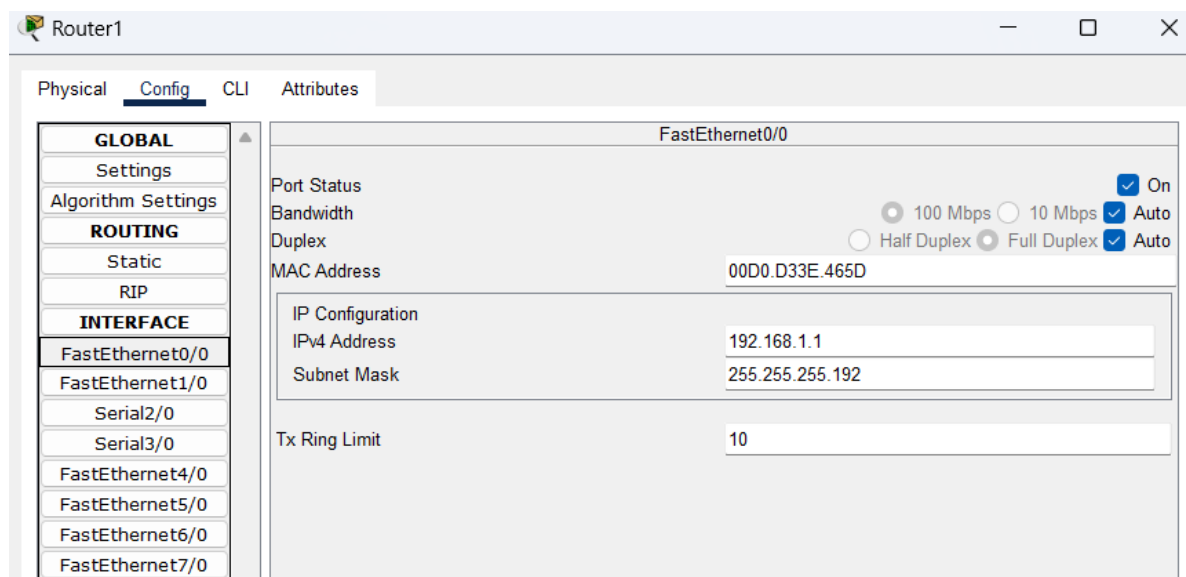 Router1
Physical Config CLI Attributes
GLOBAL
Settings
Algorithm Settings
ROUTING
Static
RIP
INTERFACE
FastEthernet0/0
FastEthernet1/0
Serial2/0
Serial3/0
FastEthernet4/0
FastEthernet5/0
FastEthernet6/0
FastEthernet7/0
FastEthernet0/0
Port Status On
Bandwidth 100 Mbps 10 Mbps Auto
Duplex Half Duplex Full Duplex Auto
MAC Address 00D0.D33E.465D
IP Configuration
IPv4 Address 192.168.1.1
Subnet Mask 255.255.255.192
Tx Ring Limit 10